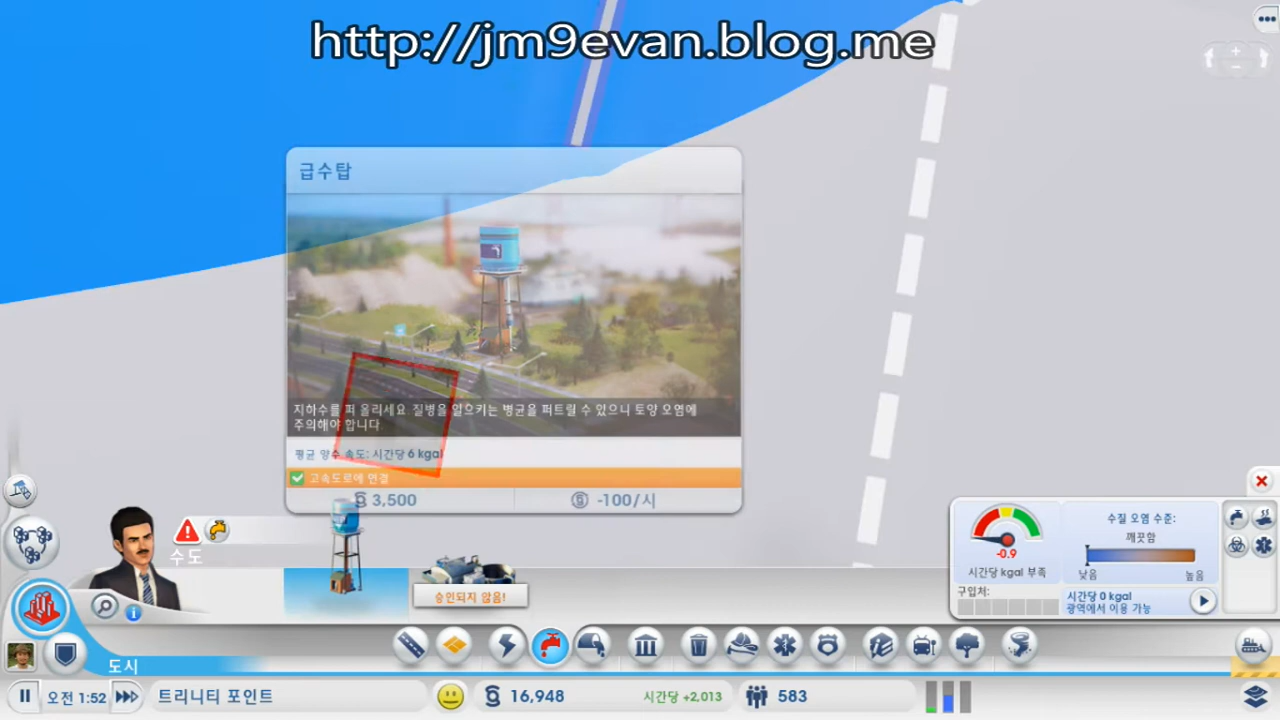 http://jm9evan.blog.me
급수탑
지하수를 퍼 올리세요. 질병을 일으키는 병균을 퍼트릴 수 있으니 토양 오염에
주의해야 합니다.
평균 양수 속도: 시간당 6 kgal
고속도로에 연결
3,500
-100/시
수도
승인되지 않음!
-0.9
시간당 kgal 부족
구입처:
수질 오염 수준:
깨끗함
낮음
높음
시간당 0 kgal
광역에서 이용 가능
도시
오전 1:52
트리니티 포인트
16,948
시간당 +2,013
583